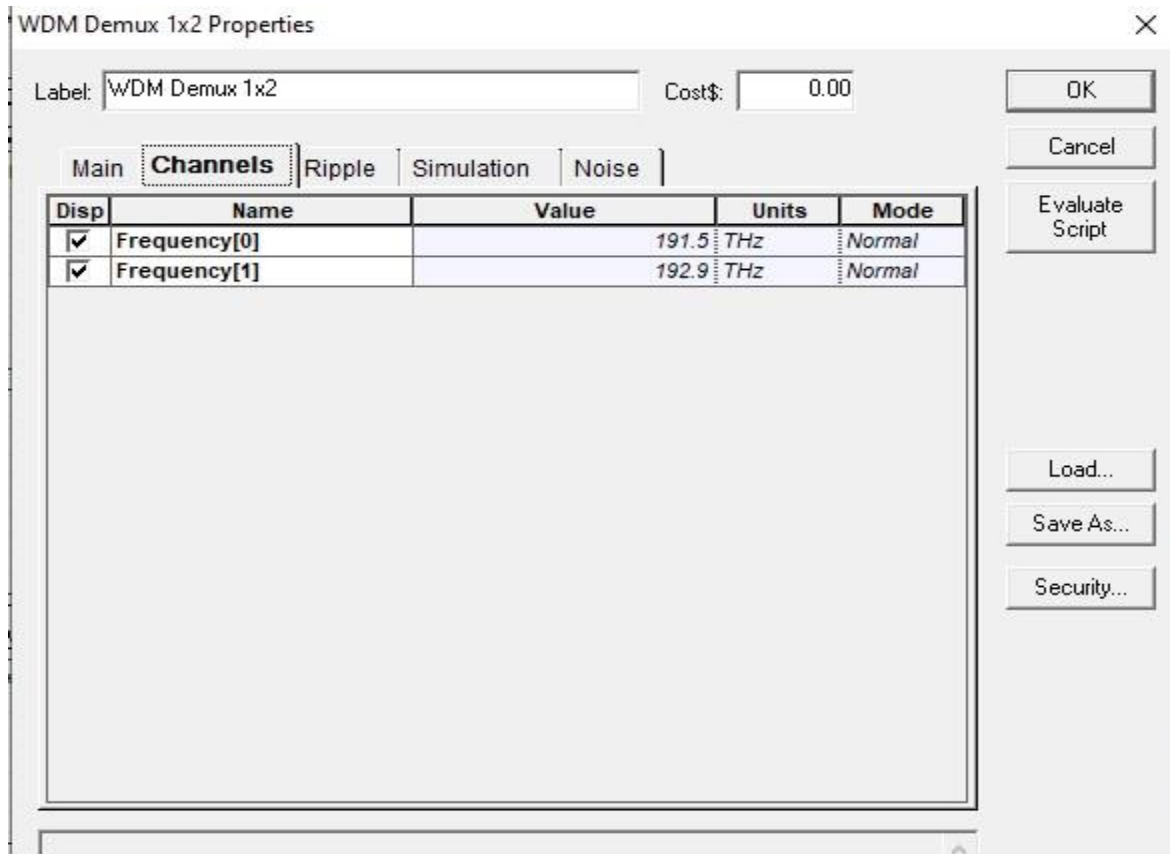 WDM Demux 1x2 Properties
Label: WDM Demux 1x2 Cost$: 0.00
OK
Cancel
Evaluate
Script
Main Channels Ripple Simulation Noise
Disp Name Value Units Mode
Frequency[0] 191.5 THz Normal
Frequency[1] 192.9 THz Normal
Load...
Save As...
Security...